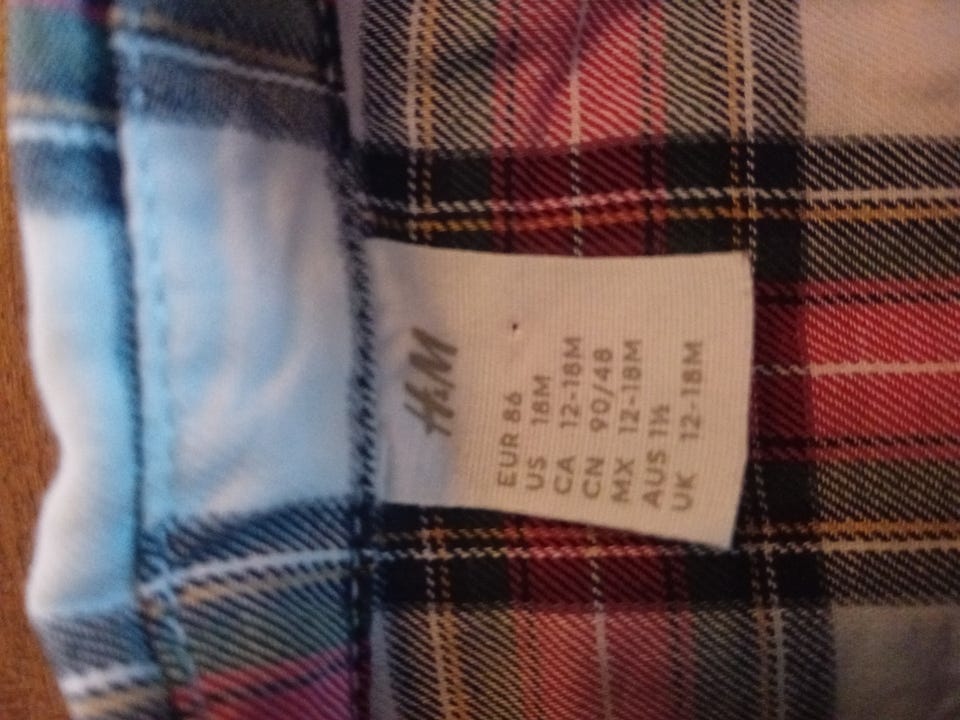 H&M
EUR 86
US 18M
CA 12-18M
CN 90/48
MX 12-18M
AUS 1½
UK 12-18M